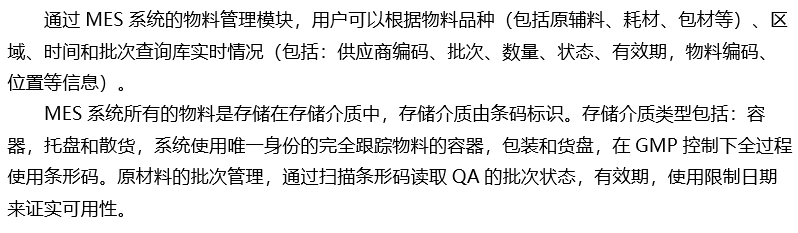 通过 MES 系统的物料管理模块，用户可以根据物料品种（包括原辅料、耗材、包材等）、区
域、时间和批次查询库实时情况（包括：供应商编码、批次、数量、状态、有效期，物料编码、
位置等信息）。
MES 系统所有的物料是存储在存储介质中，存储介质由条码标识。存储介质类型包括：容
器，托盘和散货，系统使用唯一身份的完全跟踪物料的容器，包装和货盘，在 GMP 控制下全过程
使用条形码。原材料的批次管理，通过扫描条形码读取 QA 的批次状态，有效期，使用限制日期
来证实可用性。